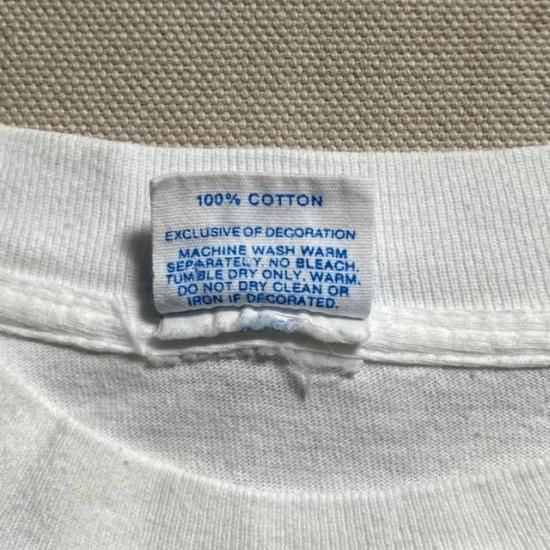 100% COTTON
EXCLUSIVE OF DECORATION
MACHINE WASH WARM
SEPARATELY, NO BLEACH.
TUMBLE DRY ONLY, WARM.
DO NOT DRY CLEAN OR
IRON IF DECORATED.